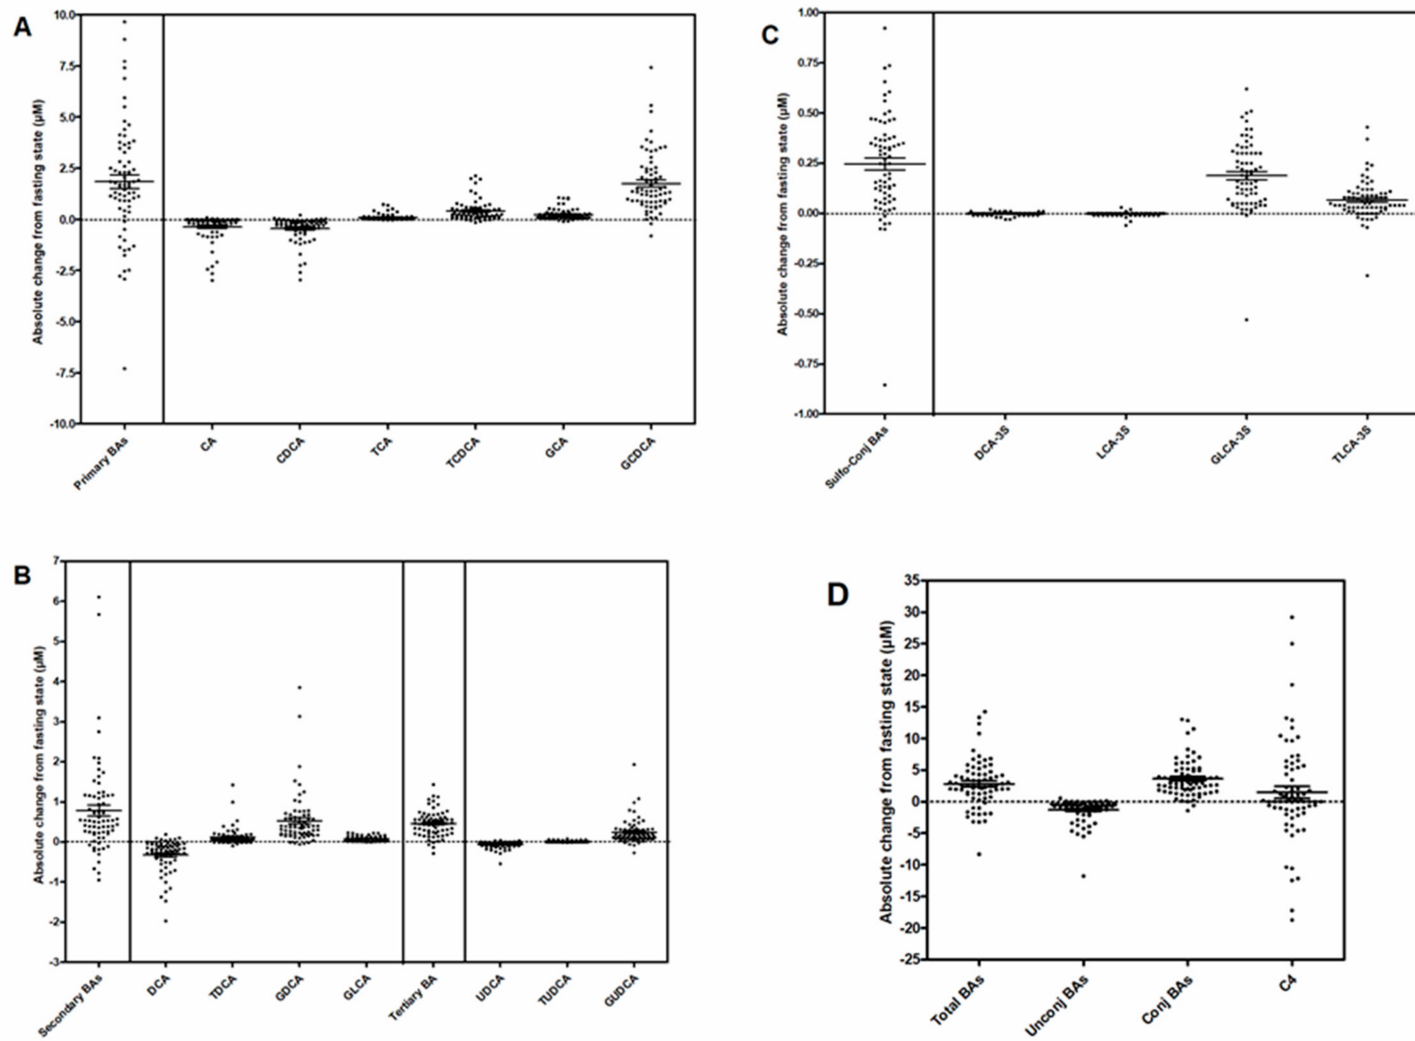 A
Absolute change from fasting state (µM)
10.0
7.5
5.0
2.5
0.0
-2.5
-5.0
-7.5
-10.0
Primary BAs
CA
CDCA
TCA
TCDCA
GCA
GCDCA
C
Absolute change from fasting state (µM)
1.00
0.75
0.50
0.25
0.00
-0.25
-0.50
-0.75
-1.00
Sulfo-Conj BAs
DCA-3S
LCA-3S
GLCA-3S
TLCA-3S
B
Absolute change from fasting state (µM)
7
6
5
4
3
2
1
0
-1
-2
-3
Secondary BAs
DCA
TDCA
GDCA
GLCA
Tertiary BA
UDCA
TUDCA
GUDCA
D
Absolute change from fasting state (µM)
35
30
25
20
15
10
5
0
-5
-10
-15
-20
-25
Total BAs
Unconj BAs
Conj BAs
C4